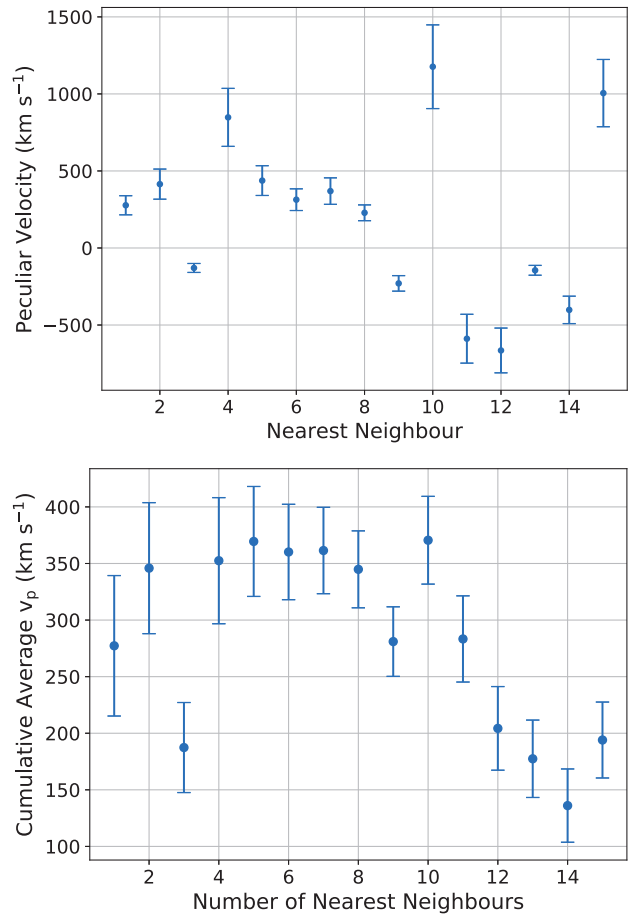 1500
1000
500
0
−500
2 4 6 8 10 12 14
Peculiar Velocity (km s⁻¹)
Nearest Neighbour
400
350
300
250
200
150
100
2 4 6 8 10 12 14
Cumulative Average vₚ (km s⁻¹)
Number of Nearest Neighbours